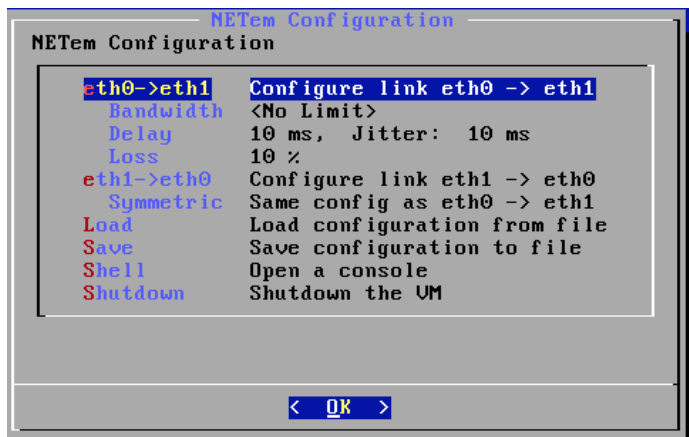 NETem Configuration
NETem Configuration
eth0->eth1 Configure link eth0 -> eth1
Bandwidth <No Limit>
Delay 10 ms, Jitter: 10 ms
Loss 10 %
eth1->eth0 Configure link eth1 -> eth0
Symmetric Same config as eth0 -> eth1
Load Load configuration from file
Save Save configuration to file
Shell Open a console
Shutdown Shutdown the VM
< OK >